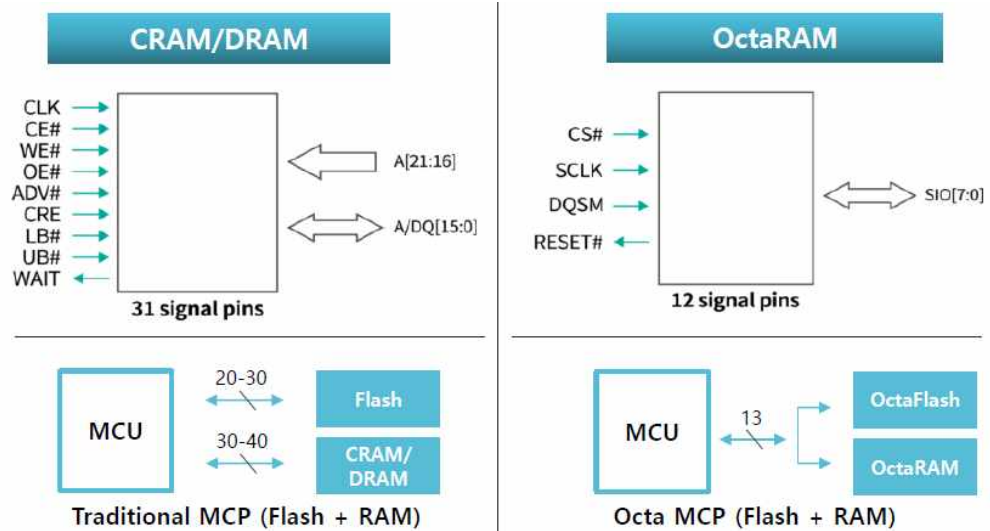 CRAM/DRAM
CLK
CE#
WE#
OE#
ADV#
CRE
LB#
UB#
WAIT
A[21:16]
A/DQ[15:0]
31 signal pins
OctaRAM
CS#
SCLK
DQSM
RESET#
SIO[7:0]
12 signal pins
MCU
20-30
30-40
Flash
CRAM/
DRAM
Traditional MCP (Flash + RAM)
MCU
13
OctaFlash
OctaRAM
Octa MCP (Flash + RAM)